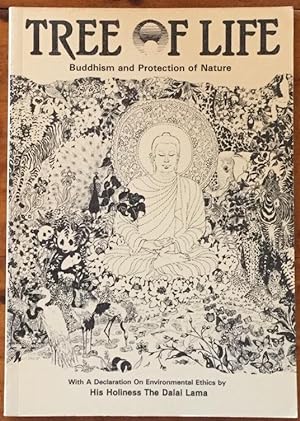 TREE OF LIFE
Buddhism and Protection of Nature
With A Declaration On Environmental Ethics by
His Holiness The Dalai Lama